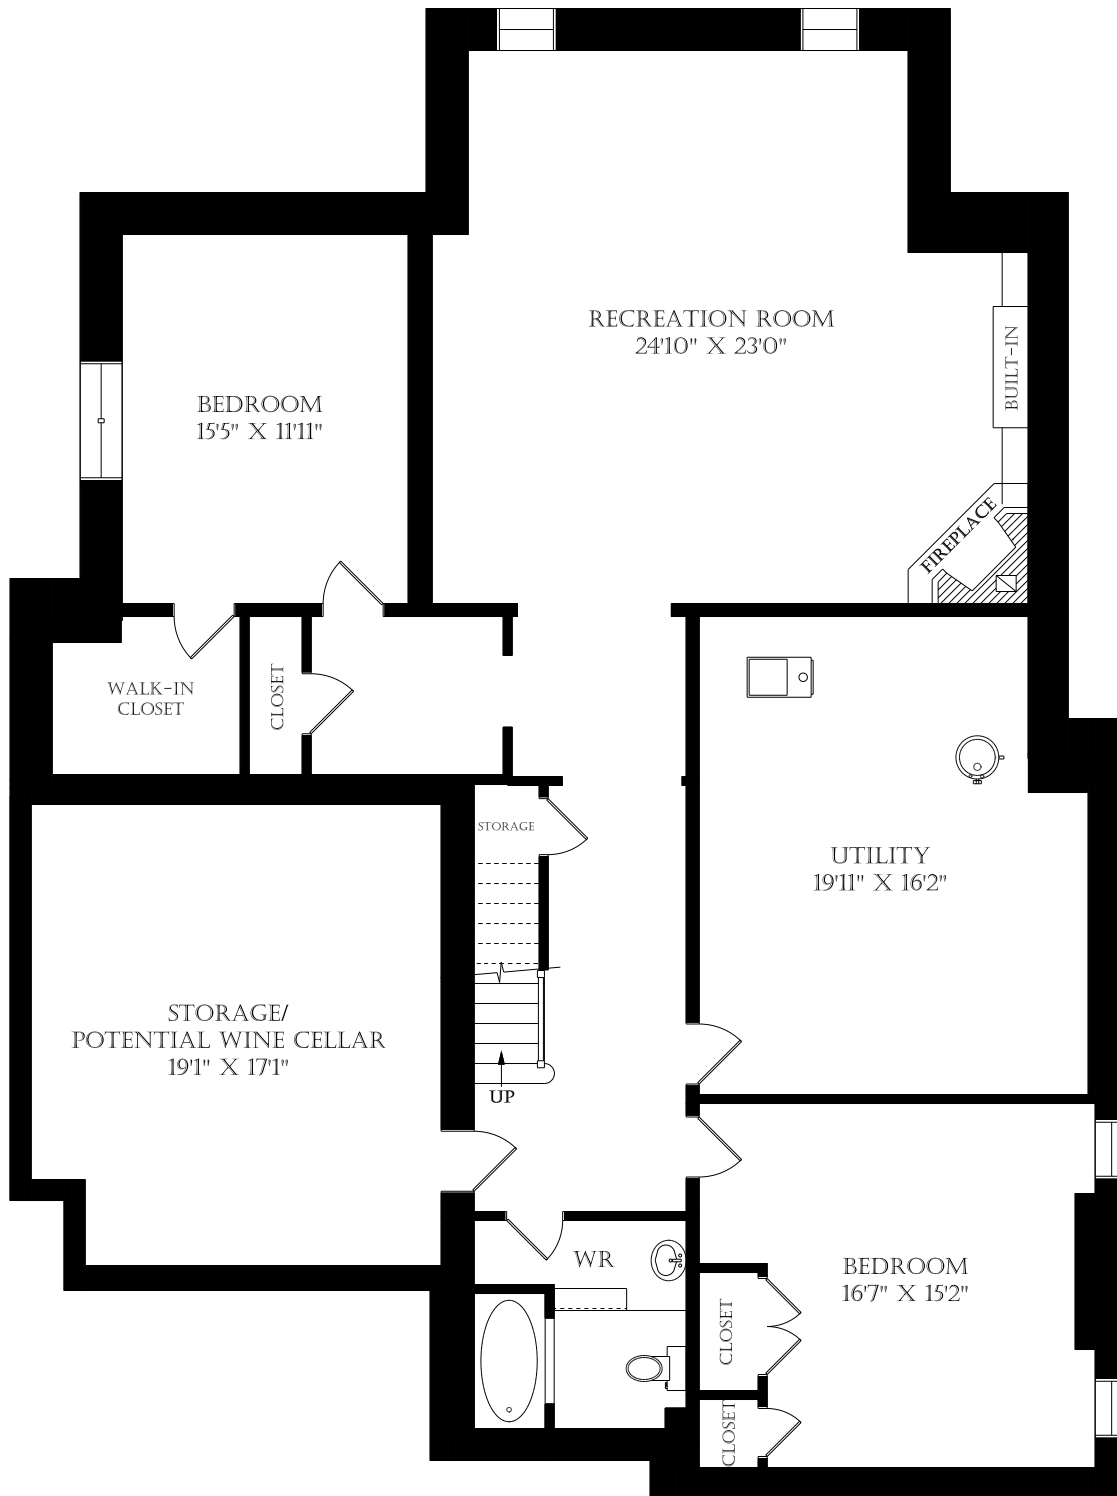 RECREATION ROOM
24'10" X 23'0"
BUILT-IN
FIREPLACE
BEDROOM
15'5" X 11'11"
WALK-IN
CLOSET
CLOSET
STORAGE
UTILITY
19'11" X 16'2"
STORAGE/
POTENTIAL WINE CELLAR
19'1" X 17'1"
UP
WR
BEDROOM
16'7" X 15'2"
CLOSET
CLOSET